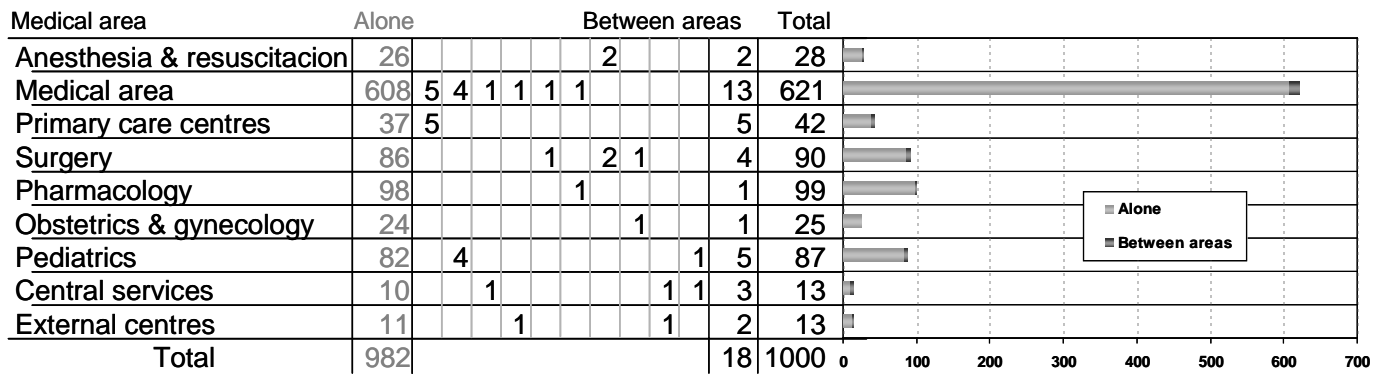 Medical area Alone Between areas Total
Anesthesia & resuscitacion 26 2 2 28
Medical area 608 5 4 1 1 1 1 13 621
Primary care centres 37 5 5 42
Surgery 86 1 2 1 4 90
Pharmacology 98 1 1 99
Obstetrics & gynecology 24 1 1 25
Alone
Between areas
Pediatrics 82 4 1 5 87
Central services 10 1 1 1 3 13
External centres 11 1 1 2 13
Total 982 18 1000
0 100 200 300 400 500 600 700